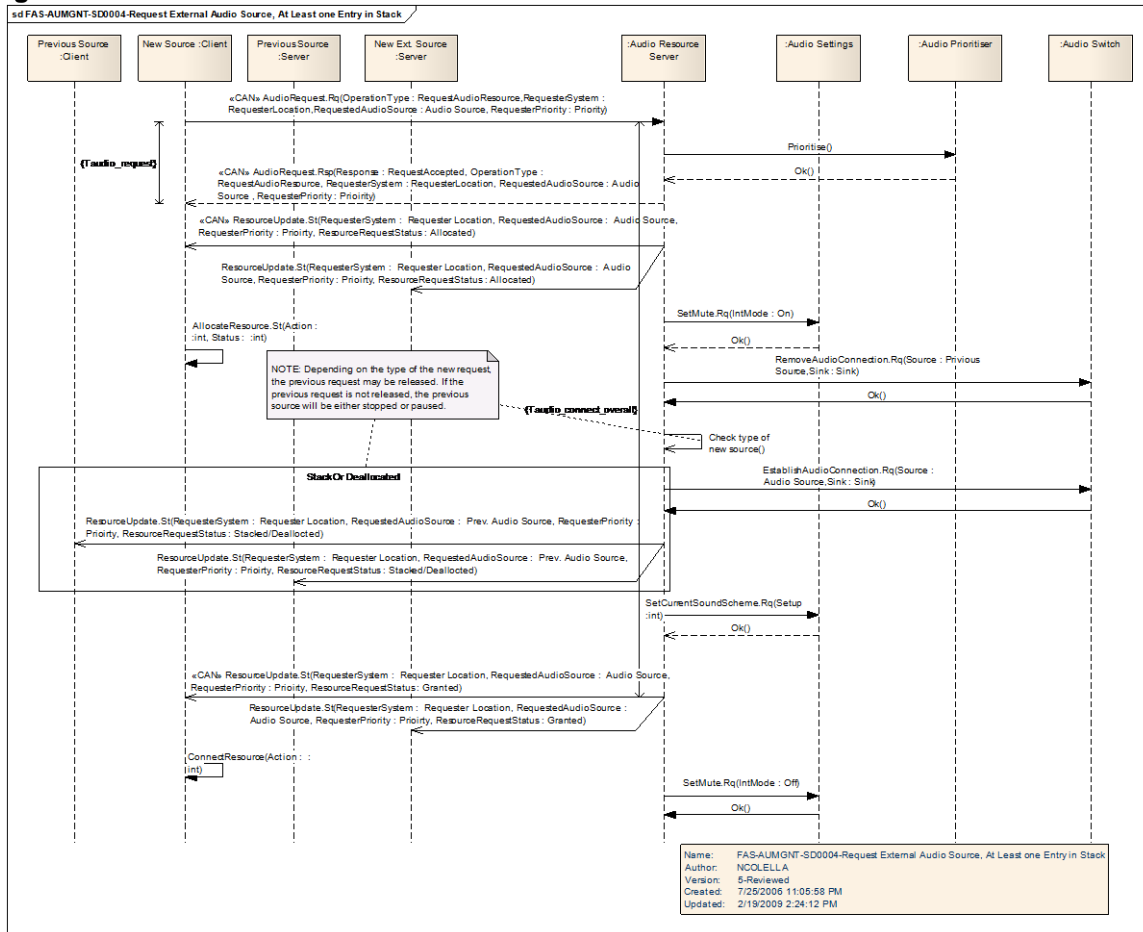 sd FAS-AUMGNT-SD0004-Request External Audio Source, At Least one Entry in Stack
Previous Source
:Client
New Source :Client
Previous Source
:Server
New Ext. Source
:Server
:Audio Resource
Server
:Audio Settings
:Audio Prioritiser
:Audio Switch
«CAN» AudioRequest.Rq(OperationType : RequestAudioResource,RequesterSystem :
RequesterLocation,RequestedAudioSource : Audio Source, RequesterPriority : Priority)
{Taudio_request}
Prioritise()
Ok()
«CAN» AudioRequest.Rsp(Response : RequestAccepted, OperationType :
RequestAudioResource, RequesterSystem : RequesterLocation, RequestedAudioSource : Audio
Source , RequesterPriority : Prioirity)
«CAN» ResourceUpdate.St(RequesterSystem : Requester Location, RequestedAudioSource : Audio Source,
RequesterPriority : Prioirty, ResourceRequestStatus : Allocated)
ResourceUpdate.St(RequesterSystem : Requester Location, RequestedAudioSource : Audio
Source, RequesterPriority : Prioirty, ResourceRequestStatus : Allocated)
SetMute.Rq(IntMode : On)
Ok()
AllocateResource.St(Action :
:int, Status : :int)
NOTE: Depending on the type of the new request,
the previous request may be released. If the
previous request is not released, the previous
source will be either stopped or paused.
RemoveAudioConnection.Rq(Source : Privious
Source,Sink : Sink)
Ok()
{Taudio_connect_overall}
Check type of
new source()
StackOr Deallocated
EstablishAudioConnection.Rq(Source :
Audio Source,Sink : Sink)
Ok()
ResourceUpdate.St(RequesterSystem : Requester Location, RequestedAudioSource : Prev. Audio Source, RequesterPriority :
Prioirty, ResourceRequestStatus : Stacked/Deallocted)
ResourceUpdate.St(RequesterSystem : Requester Location, RequestedAudioSource : Prev. Audio Source,
RequesterPriority : Prioirty, ResourceRequestStatus : Stacked/Deallocted)
SetCurrentSoundScheme.Rq(Setup
:int)
Ok()
«CAN» ResourceUpdate.St(RequesterSystem : Requester Location, RequestedAudioSource : Audio Source,
RequesterPriority : Prioirty, ResourceRequestStatus : Granted)
ResourceUpdate.St(RequesterSystem : Requester Location, RequestedAudioSource :
Audio Source, RequesterPriority : Prioirty, ResourceRequestStatus : Granted)
ConnectResource(Action : :
int)
SetMute.Rq(IntMode : Off)
Ok()
Name: FAS-AUMGNT-SD0004-Request External Audio Source, At Least one Entry in Stack
Author: NCOLELLA
Version: 5-Reviewed
Created: 7/25/2006 11:05:58 PM
Updated: 2/19/2009 2:24:12 PM